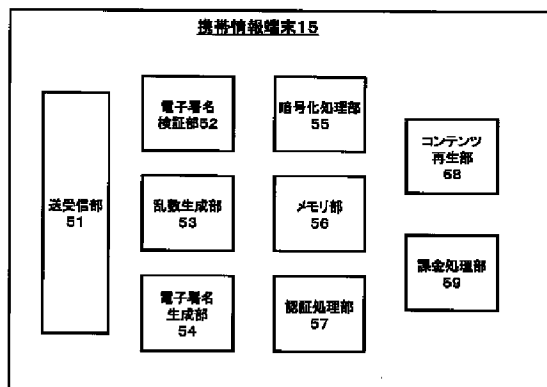 携帯情報端末15
送受信部
51
電子署名
検証部52
乱数生成部
53
電子署名
生成部
54
暗号化処理部
55
メモリ部
56
認証処理部
57
コンテンツ
再生部
58
課金処理部
59